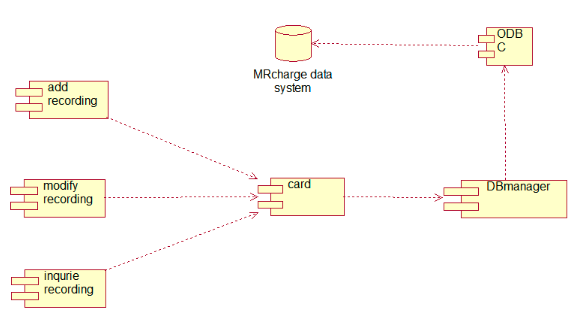 ODB
C
MRcharge data
system
add
recording
modify
recording
card
DBmanager
inqurie
recording